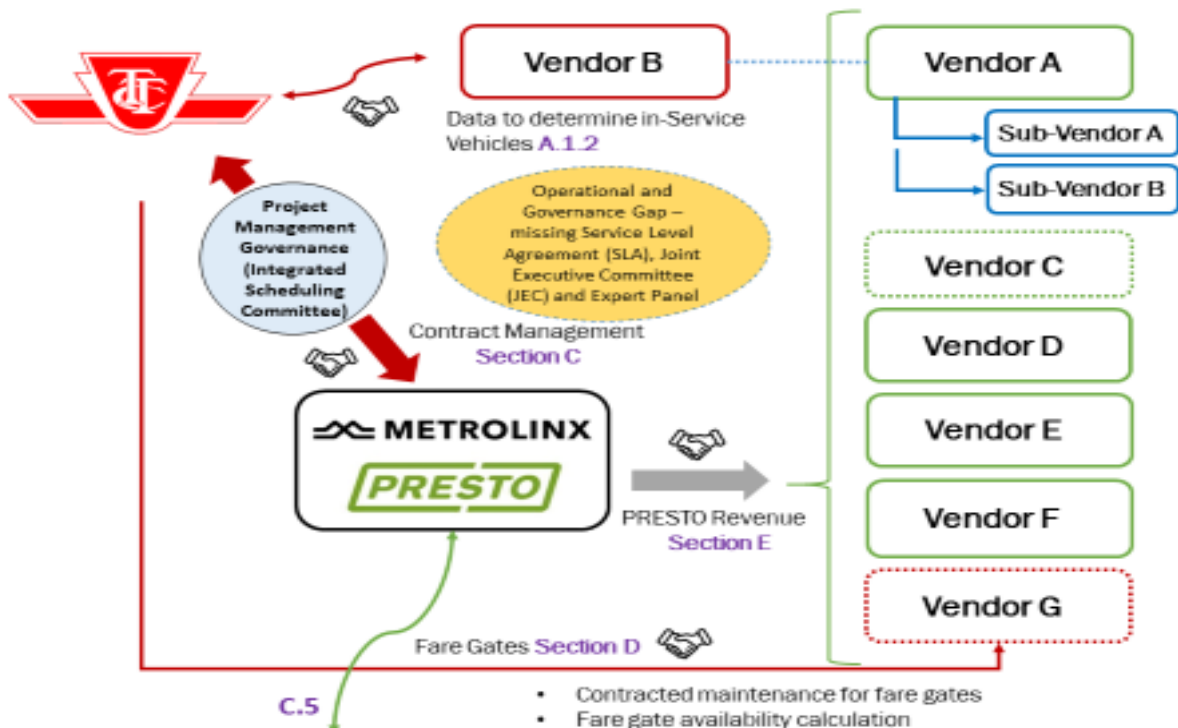 TTC
Vendor B
Data to determine in-Service
Vehicles A.1.2
Project
Management
Governance
(Integrated
Scheduling
Committee)
Operational and
Governance Gap –
missing Service Level
Agreement (SLA), Joint
Executive Committee
(JEC) and Expert Panel
Contract Management
Section C
METROLINX
PRESTO
PRESTO Revenue
Section E
Vendor A
Sub-Vendor A
Sub-Vendor B
Vendor C
Vendor D
Vendor E
Vendor F
Vendor G
Fare Gates Section D
C.5
• Contracted maintenance for fare gates
• Fare gate availability calculation